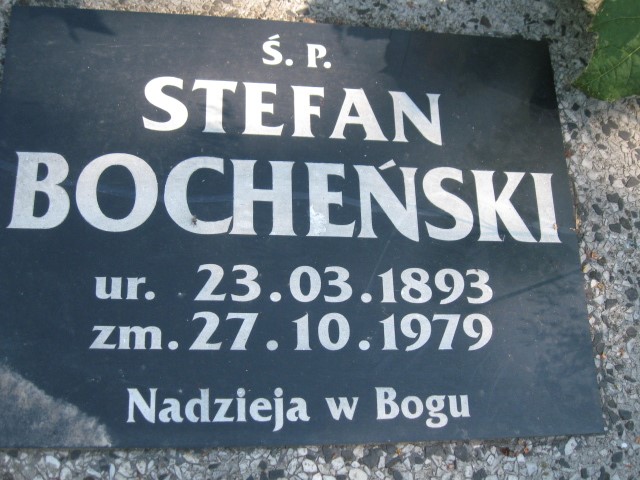 Ś. P.
STEFAN
BOCHEŃSKI
ur. 23.03.1893
zm. 27.10.1979
Nadzieja w Bogu